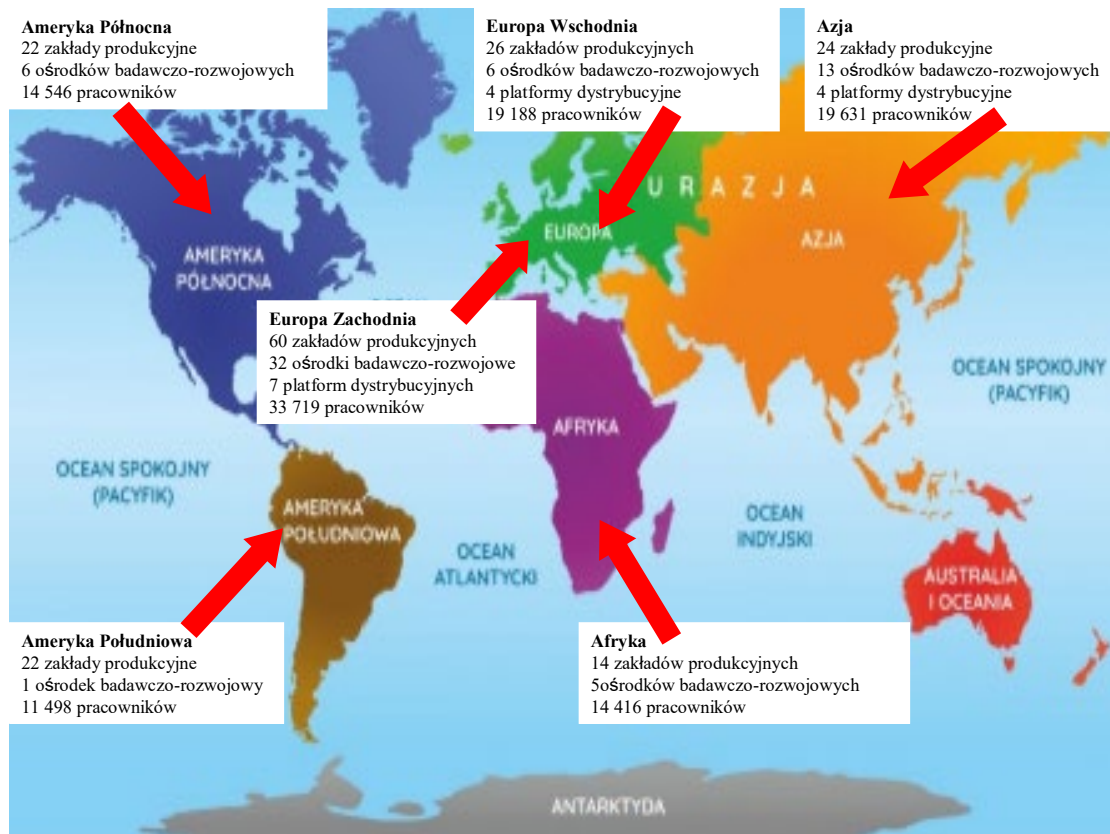 Ameryka Północna
22 zakłady produkcyjne
6 ośrodków badawczo-rozwojowych
14 546 pracowników
Europa Wschodnia
26 zakładów produkcyjnych
6 ośrodków badawczo-rozwojowych
4 platformy dystrybucyjne
19 188 pracowników
Azja
24 zakłady produkcyjne
13 ośrodków badawczo-rozwojowych
4 platformy dystrybucyjne
19 631 pracowników
URAZJA
EUROPA
AZJA
AMERYKA
PÓŁNOCNA
Europa Zachodnia
60 zakładów produkcyjnych
32 ośrodki badawczo-rozwojowe
7 platform dystrybucyjnych
33 719 pracowników
OCEAN SPOKOJNY
(PACYFIK)
AFRYKA
OCEAN SPOKOJNY
(PACYFIK)
AMERYKA
POŁUDNIOWA
OCEAN
ATLANTYCKI
OCEAN
INDYJSKI
AUSTRALIA
I OCEANIA
Ameryka Południowa
22 zakłady produkcyjne
1 ośrodek badawczo-rozwojowy
11 498 pracowników
Afryka
14 zakładów produkcyjnych
5ośrodków badawczo-rozwojowych
14 416 pracowników
ANTARKTYDA